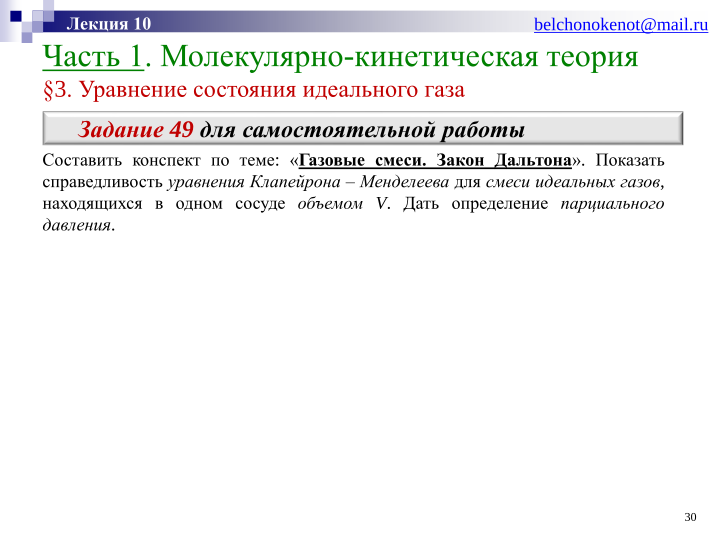 Лекция 10
belchonokenot@mail.ru
Часть 1. Молекулярно-кинетическая теория
§3. Уравнение состояния идеального газа
Задание 49 для самостоятельной работы
Составить конспект по теме: «Газовые смеси. Закон Дальтона». Показать
справедливость уравнения Клапейрона – Менделеева для смеси идеальных газов,
находящихся в одном сосуде объемом V. Дать определение парциального
давления.
30